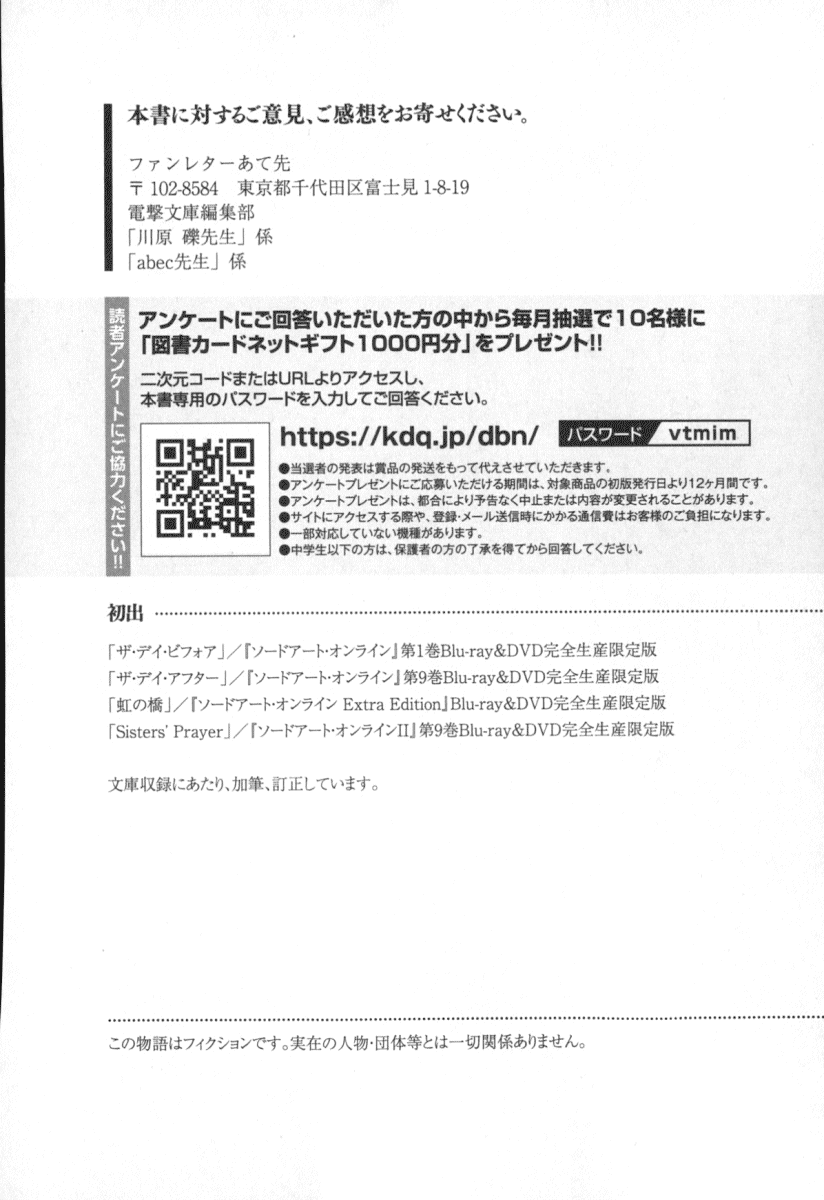 本書に対するご意見、ご感想をお寄せください。
ファンレターあて先
〒102-8584　東京都千代田区富士見 1-8-19
電撃文庫編集部
「川原 礫先生」係
「abec先生」係
読者アンケートにご協力ください!!
アンケートにご回答いただいた方の中から毎月抽選で10名様に
「図書カードネットギフト1000円分」をプレゼント!!
二次元コードまたはURLよりアクセスし、
本書専用のパスワードを入力してご回答ください。
https://kdq.jp/dbn/　パスワード　vtmim
●当選者の発表は賞品の発送をもって代えさせていただきます。
●アンケートプレゼントにご応募いただける期間は、対象商品の初版発行日より12ヶ月間です。
●アンケートプレゼントは、都合により予告なく中止または内容が変更されることがあります。
●サイトにアクセスする際や、登録・メール送信時にかかる通信費はお客様のご負担になります。
●一部対応していない機種があります。
●中学生以下の方は、保護者の方の了承を得てから回答してください。
初出
「ザ・デイ・ビフォア」／『ソードアート・オンライン』第1巻Blu-ray&DVD完全生産限定版
「ザ・デイ・アフター」／『ソードアート・オンライン』第9巻Blu-ray&DVD完全生産限定版
「虹の橋」／『ソードアート・オンライン Extra Edition』Blu-ray&DVD完全生産限定版
「Sisters' Prayer」／『ソードアート・オンラインII』第9巻Blu-ray&DVD完全生産限定版
文庫収録にあたり、加筆、訂正しています。
この物語はフィクションです。実在の人物・団体等とは一切関係ありません。